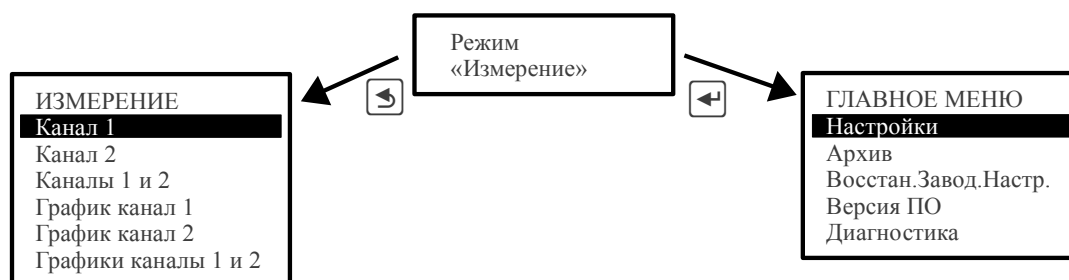 Режим
«Измерение»
ИЗМЕРЕНИЕ
Канал 1
Канал 2
Каналы 1 и 2
График канал 1
График канал 2
Графики каналы 1 и 2
ГЛАВНОЕ МЕНЮ
Настройки
Архив
Восстан.Завод.Настр.
Версия ПО
Диагностика